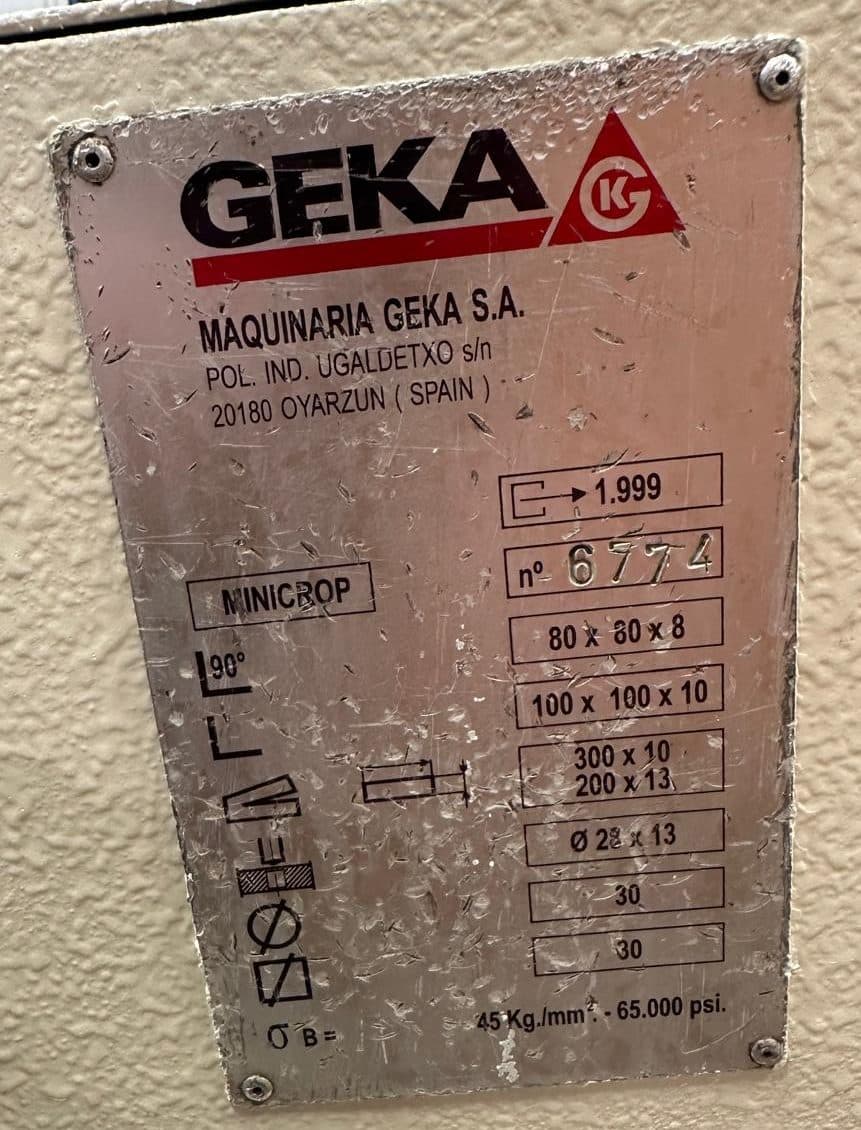 GEKA
KG
MAQUINARIA GEKA S.A.
POL. IND. UGALDETXO s/n
20180 OYARZUN ( SPAIN )
1.999
nº 6774
MINICROP
90° 80 x 80 x 8
100 x 100 x 10
300 x 10
200 x 13
Ø 28 x 13
30
30
σ B = 45 Kg./mm². - 65.000 psi.